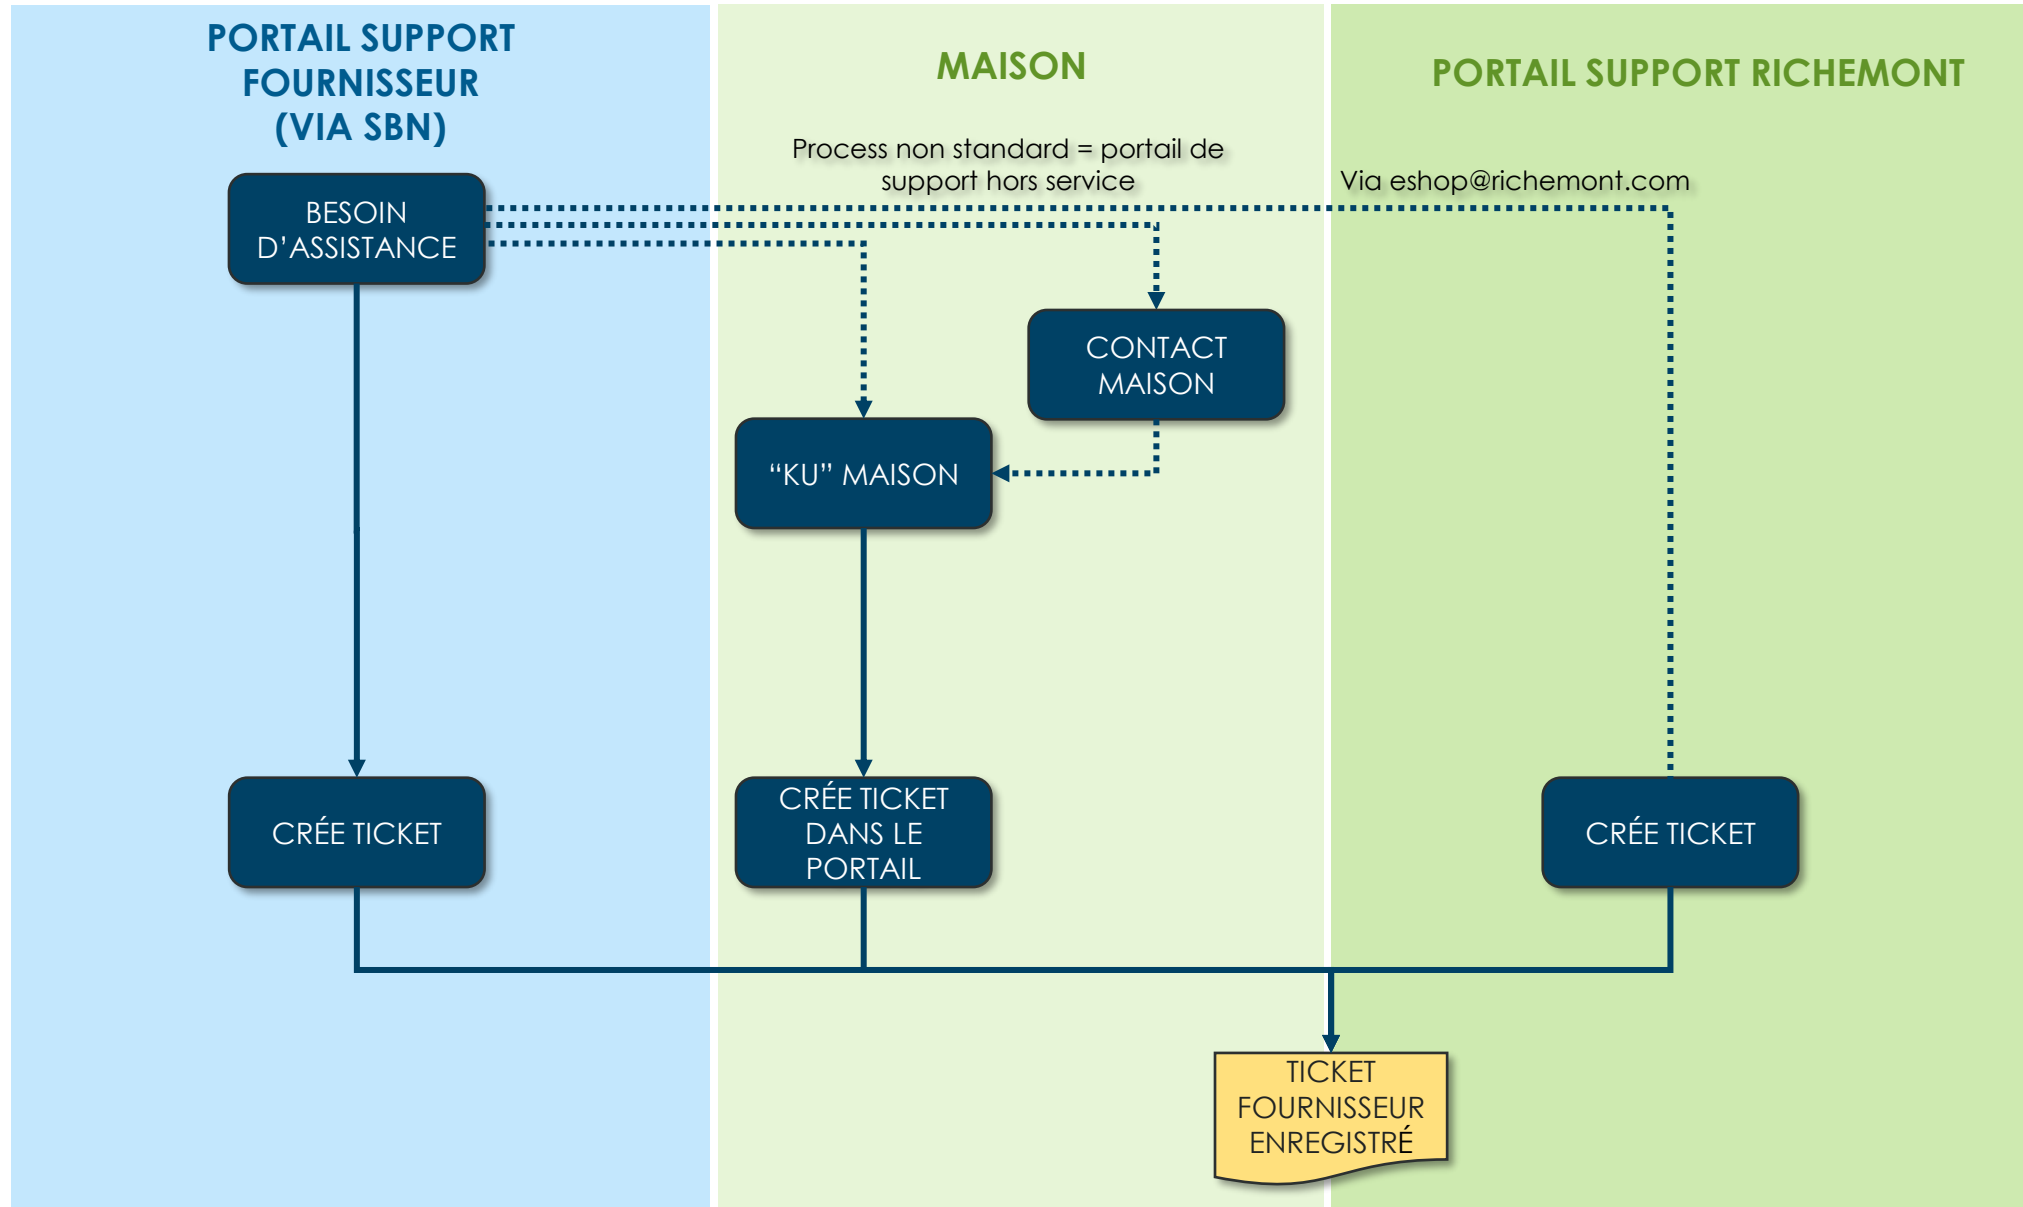 PORTAIL SUPPORT
FOURNISSEUR
(VIA SBN)
MAISON
PORTAIL SUPPORT RICHEMONT
Process non standard = portail de
support hors service
Via eshop@richemont.com
BESOIN
D’ASSISTANCE
CONTACT
MAISON
“KU” MAISON
CRÉE TICKET
CRÉE TICKET
DANS LE
PORTAIL
CRÉE TICKET
TICKET
FOURNISSEUR
ENREGISTRÉ